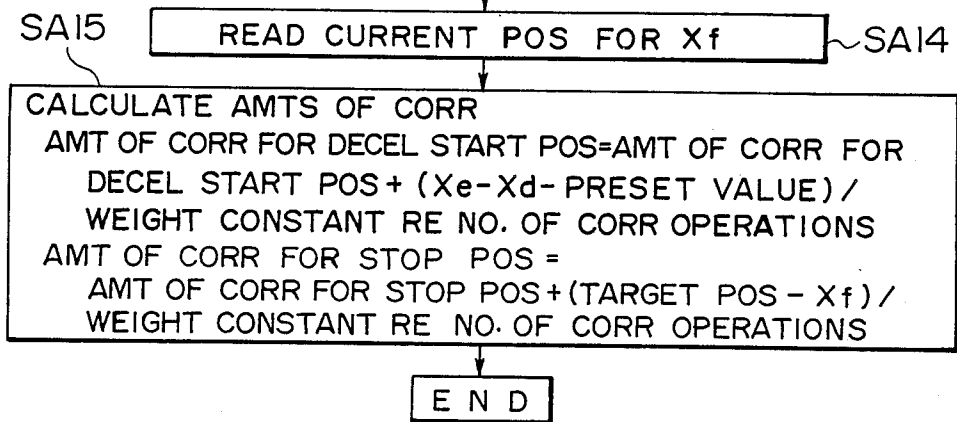 SA15
READ CURRENT POS FOR Xf
SA14
CALCULATE AMTS OF CORR
AMT OF CORR FOR DECEL START POS=AMT OF CORR FOR
DECEL START POS+ (Xe-Xd-PRESET VALUE)/
WEIGHT CONSTANT RE NO. OF CORR OPERATIONS
AMT OF CORR FOR STOP POS =
AMT OF CORR FOR STOP POS+(TARGET POS - Xf)/
WEIGHT CONSTANT RE NO. OF CORR OPERATIONS
END